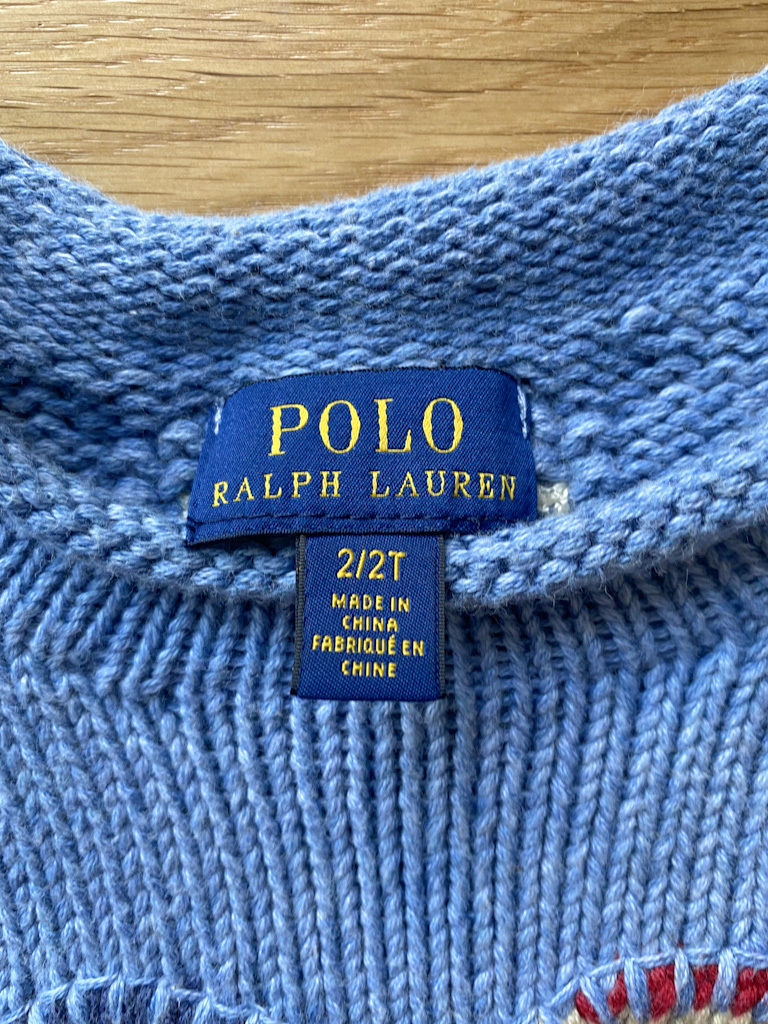 POLO
RALPH LAUREN
2/2T
MADE IN
CHINA
FABRIQUÉ EN
CHINE